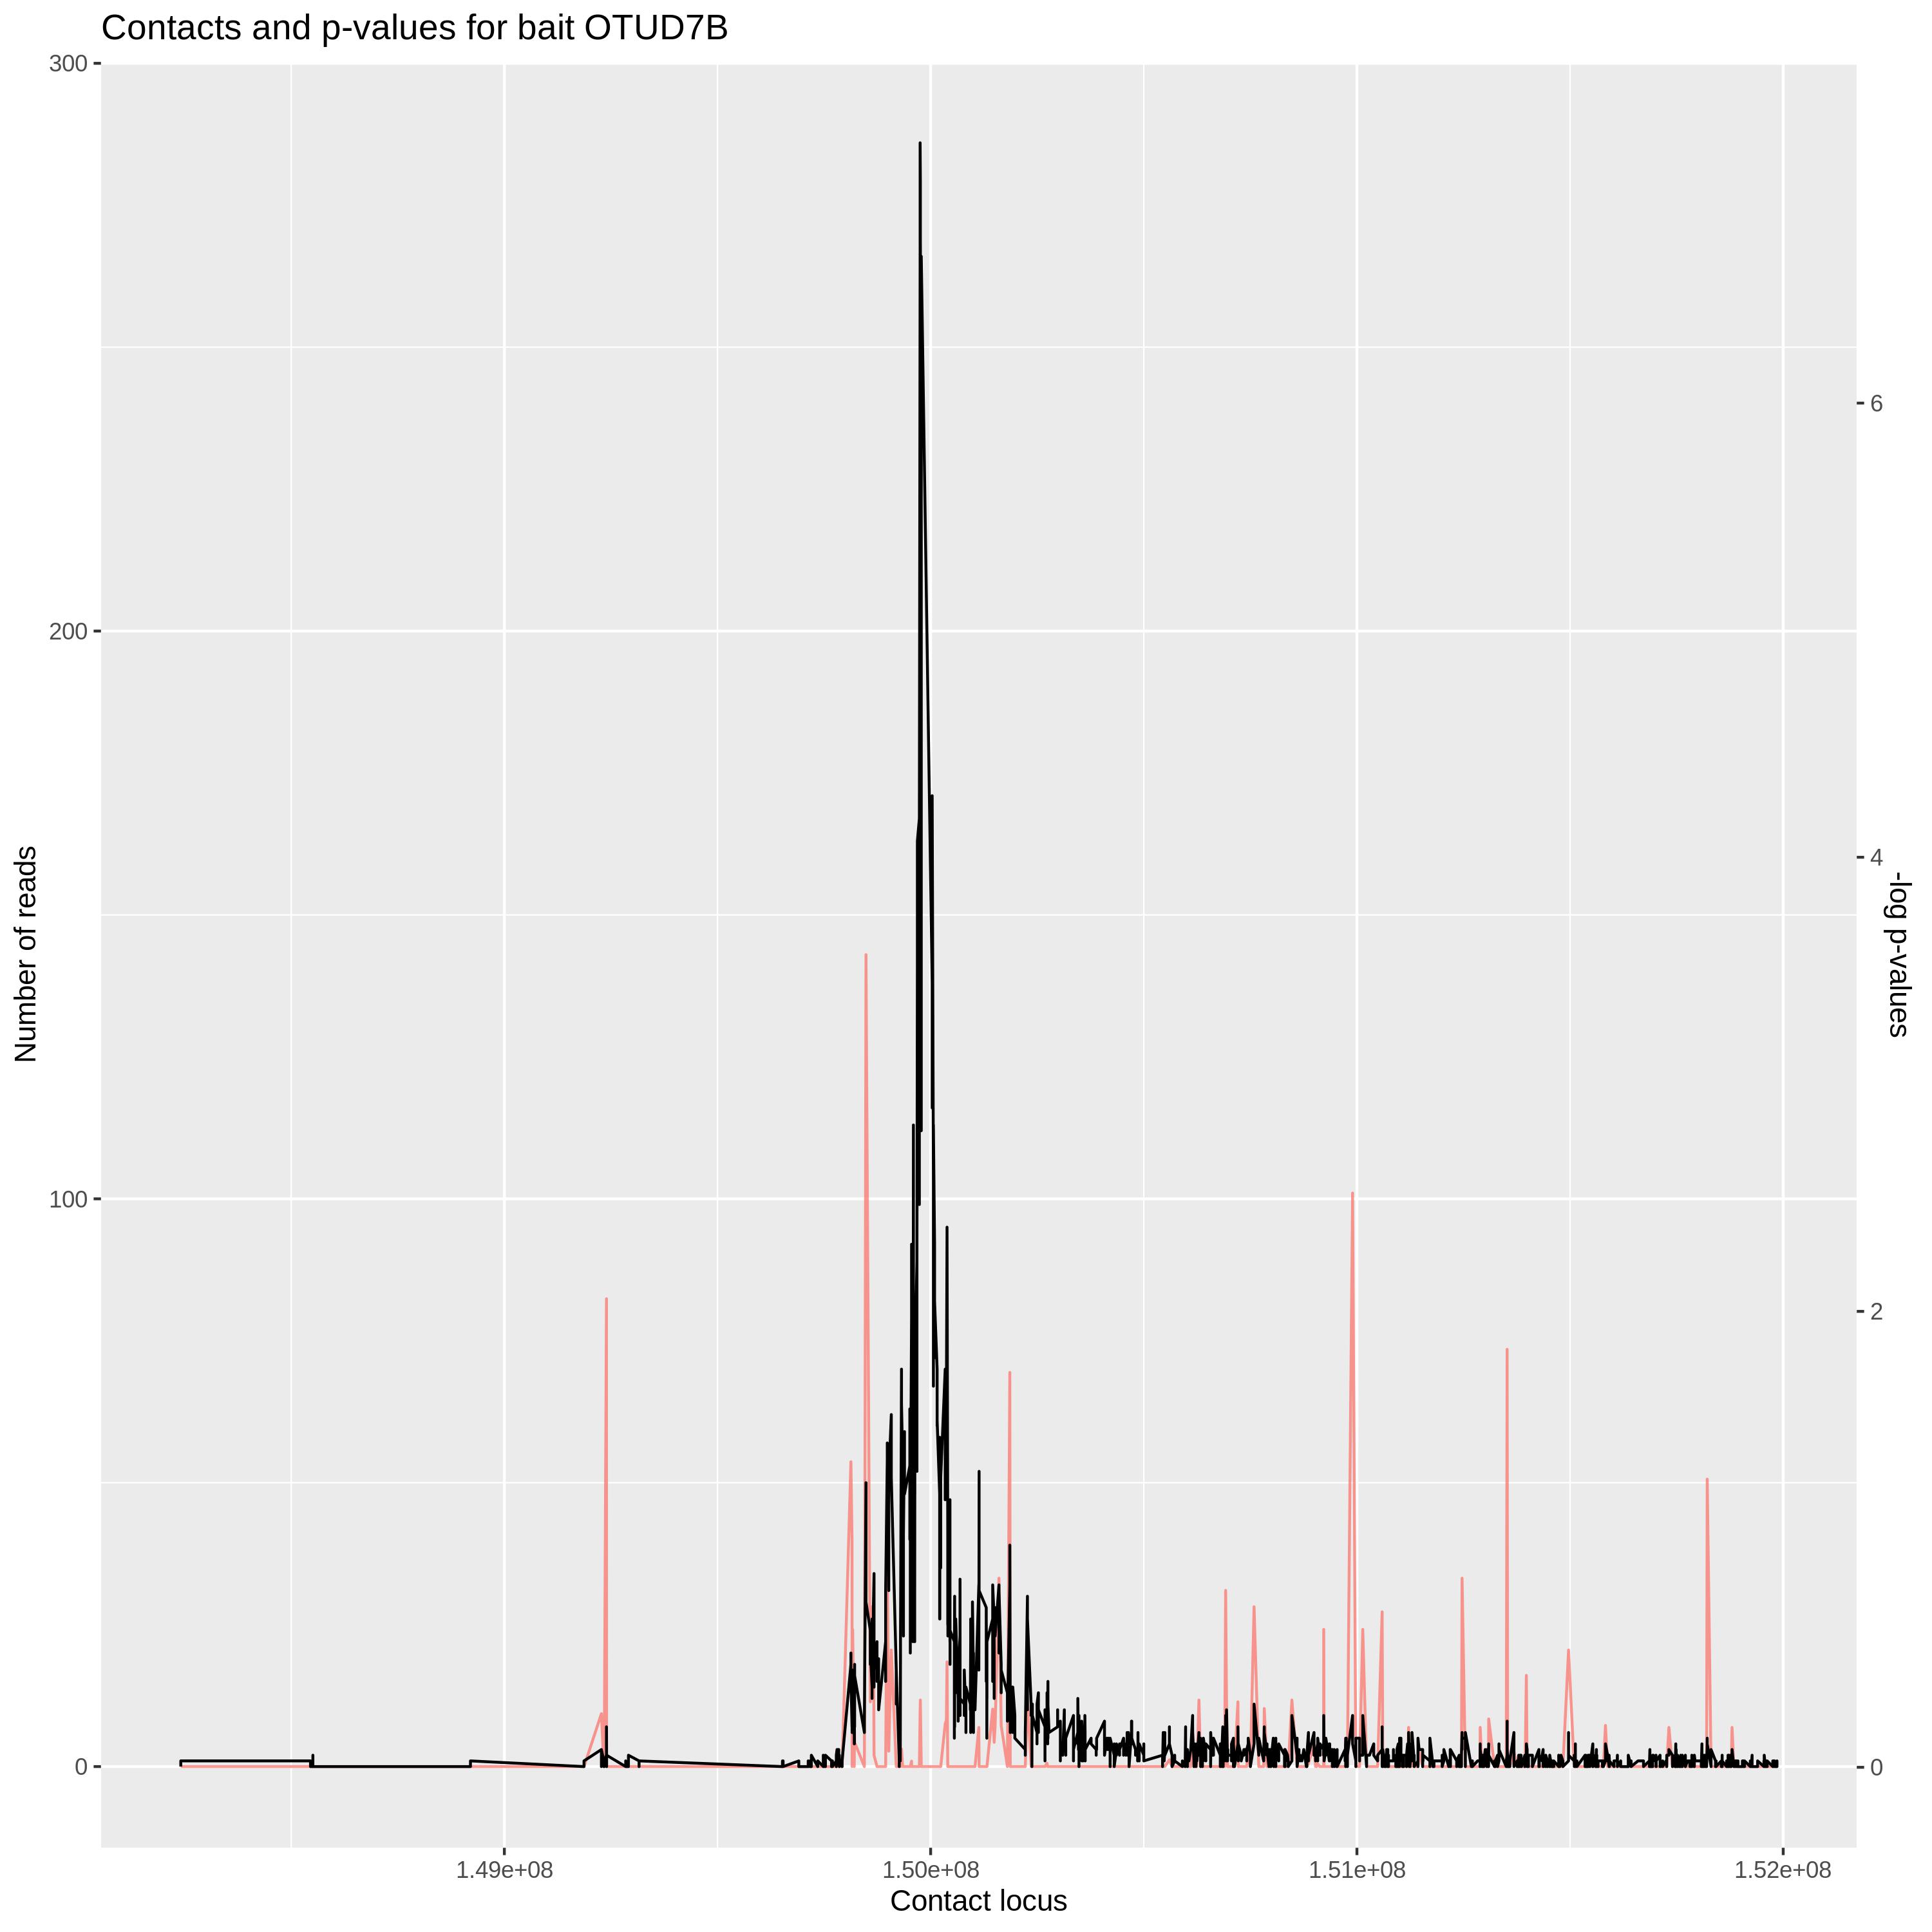 Contacts and p-values for bait OTUD7B
300
200
100
0
Number of reads
6
4
2
0
-log p-values
1.49e+08
1.50e+08
1.51e+08
1.52e+08
Contact locus